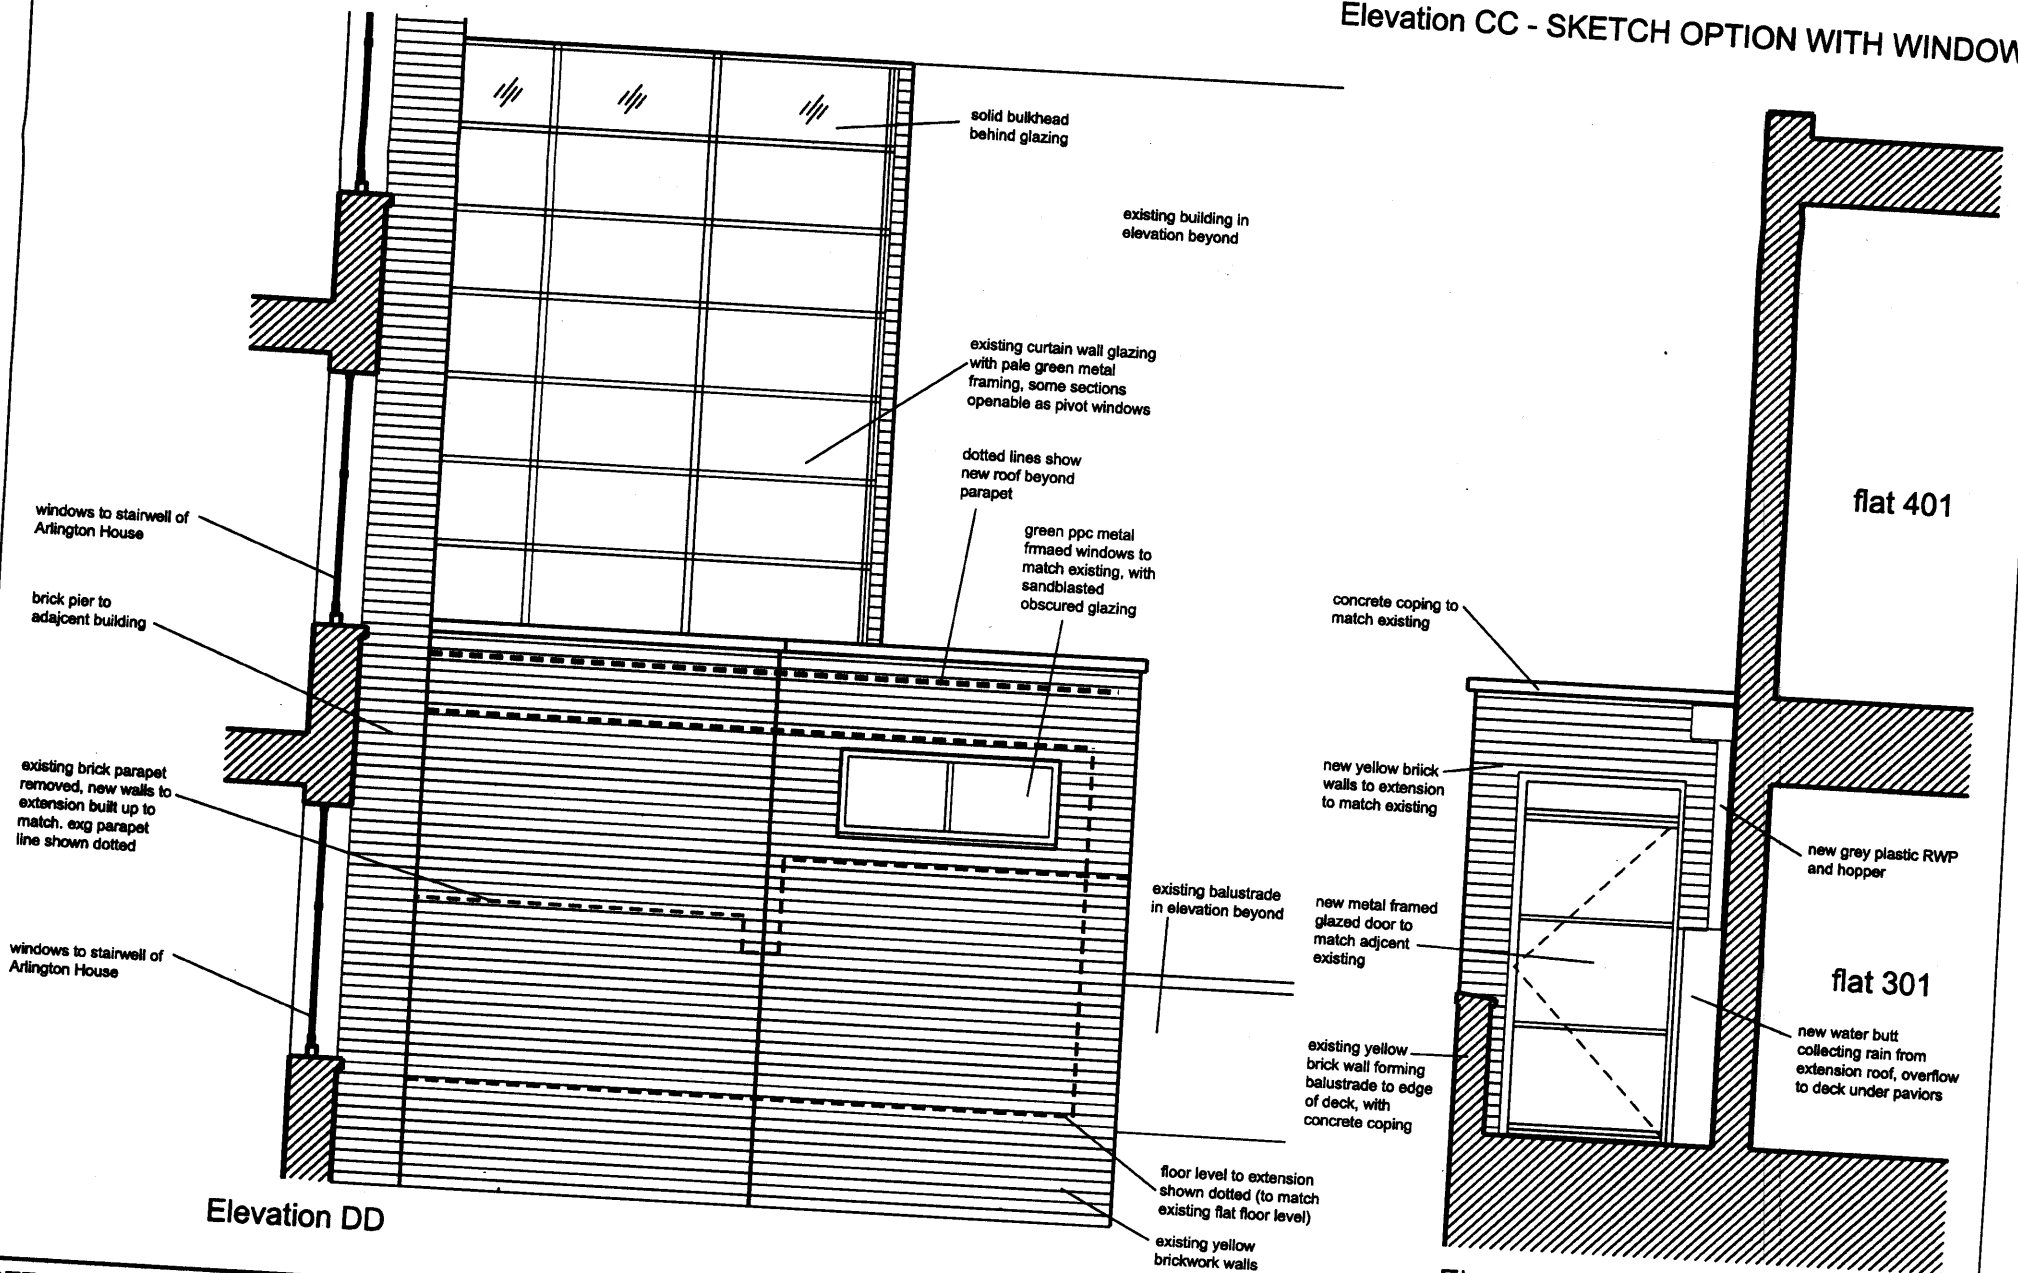 Elevation CC - SKETCH OPTION WITH WINDOW
solid bulkhead
behind glazing
existing building in
elevation beyond
existing curtain wall glazing
with pale green metal
framing, some sections
openable as pivot windows
dotted lines show
new roof beyond
parapet
green ppc metal
frmaed windows to
match existing, with
sandblasted
obscured glazing
windows to stairwell of
Arlington House
brick pier to
adajcent building
existing brick parapet
removed, new walls to
extension built up to
match. exg parapet
line shown dotted
windows to stairwell of
Arlington House
existing balustrade
in elevation beyond
floor level to extension
shown dotted (to match
existing flat floor level)
existing yellow
brickwork walls
Elevation DD
flat 401
concrete coping to
match existing
new yellow briick
walls to extension
to match existing
new grey plastic RWP
and hopper
new metal framed
glazed door to
match adjcent
existing
flat 301
existing yellow
brick wall forming
balustrade to edge
of deck, with
concrete coping
new water butt
collecting rain from
extension roof, overflow
to deck under paviors